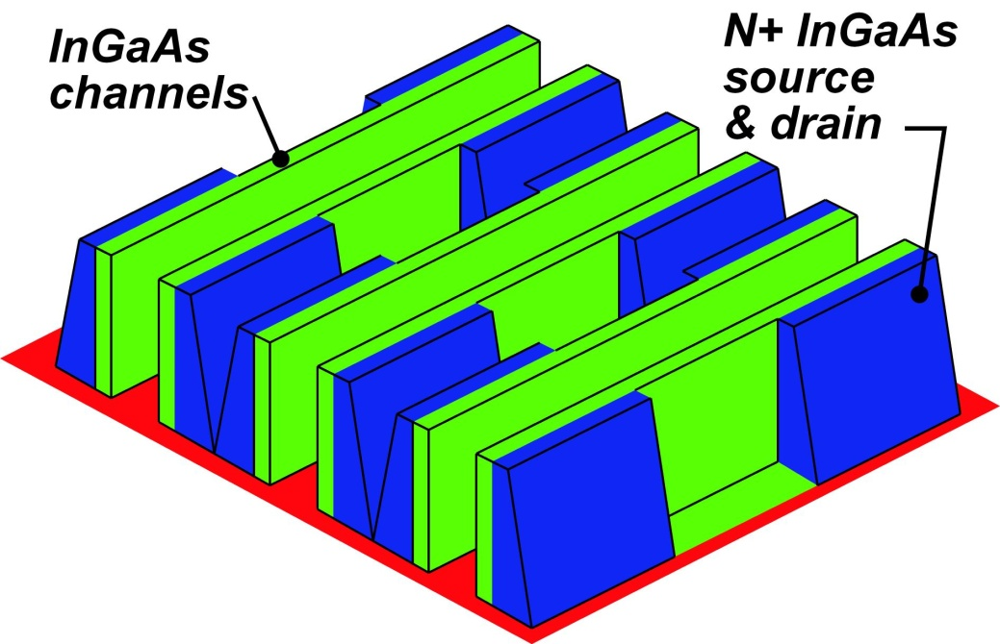 InGaAs
channels
N+ InGaAs
source
& drain